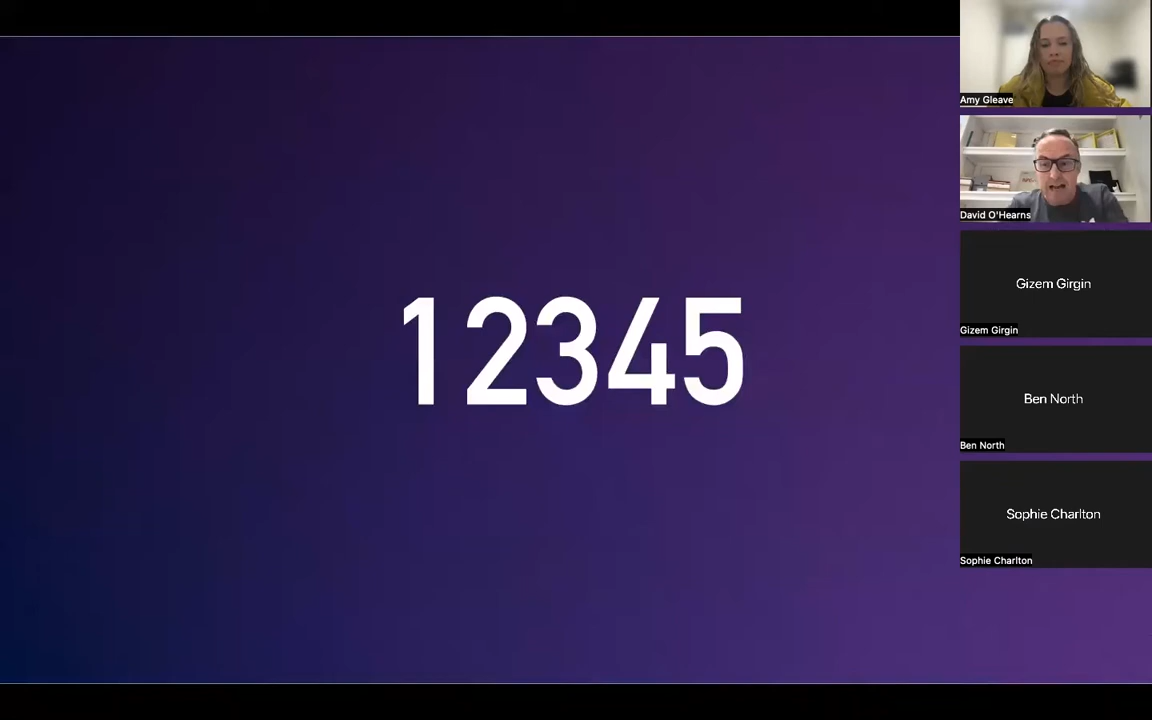 12345
Amy Gleave
David O'Hearns
Gizem Girgin
Gizem Girgin
Ben North
Ben North
Sophie Charlton
Sophie Charlton